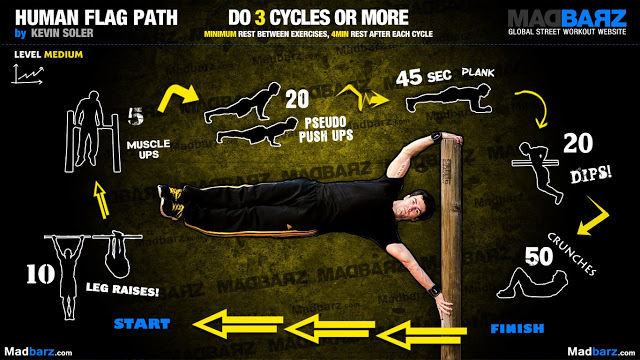 HUMAN FLAG PATH
by KEVIN SOLER
DO 3 CYCLES OR MORE
MINIMUM REST BETWEEN EXERCISES, 4MIN REST AFTER EACH CYCLE
MADBARZ
GLOBAL STREET WORKOUT WEBSITE
LEVEL MEDIUM
5
MUSCLE
UPS
20
PSEUDO
PUSH UPS
45 SEC PLANK
20
DIPS!
50
CRUNCHES
10
LEG RAISES!
START
FINISH
Madbarz.com
Madbarz.com